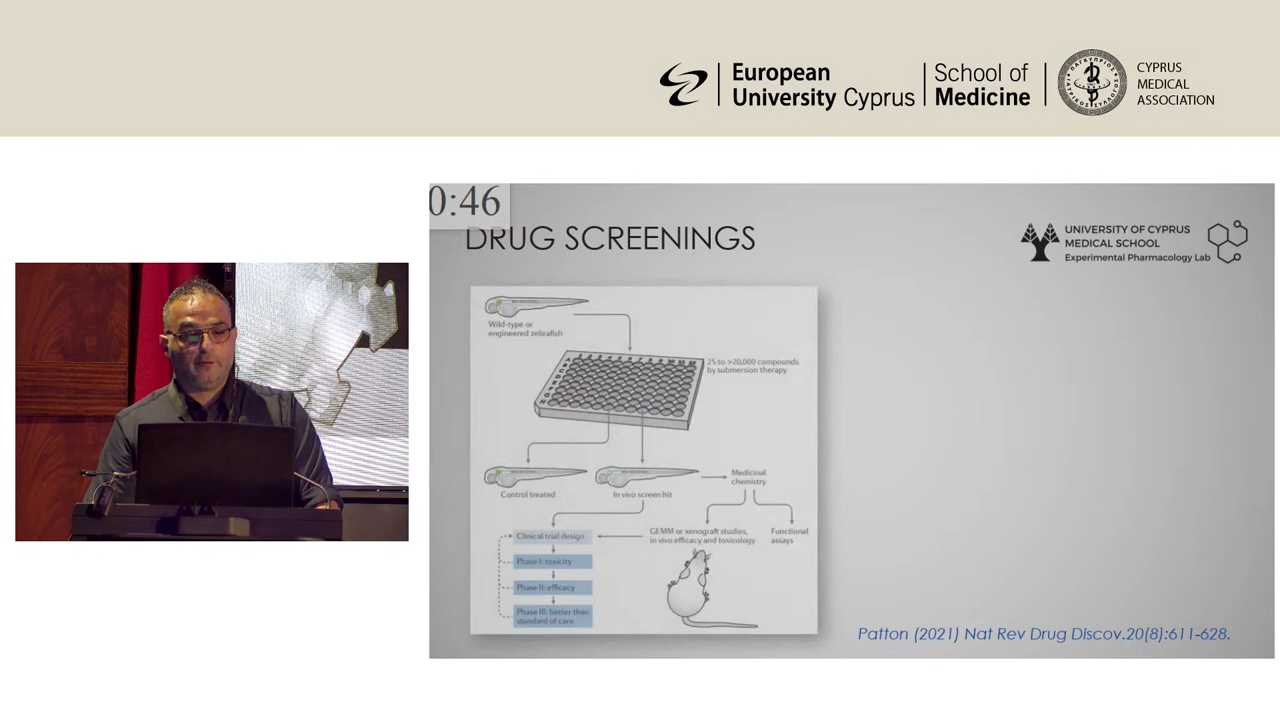 European
University Cyprus
School of
Medicine
CYPRUS
MEDICAL
ASSOCIATION
0:46
DRUG SCREENINGS
UNIVERSITY OF CYPRUS
MEDICAL SCHOOL
Experimental Pharmacology Lab
Wild-type or
engineered zebrafish
25 to >20,000 compounds
by submersion therapy
Control treated
In vivo screen hit
Medicinal
chemistry
Clinical trial design
GEMM or xenograft studies,
in vivo efficacy and toxicology
Functional
assays
Phase I: toxicity
Phase II: efficacy
Phase III: better than
standard of care
Patton (2021) Nat Rev Drug Discov.20(8):611-628.